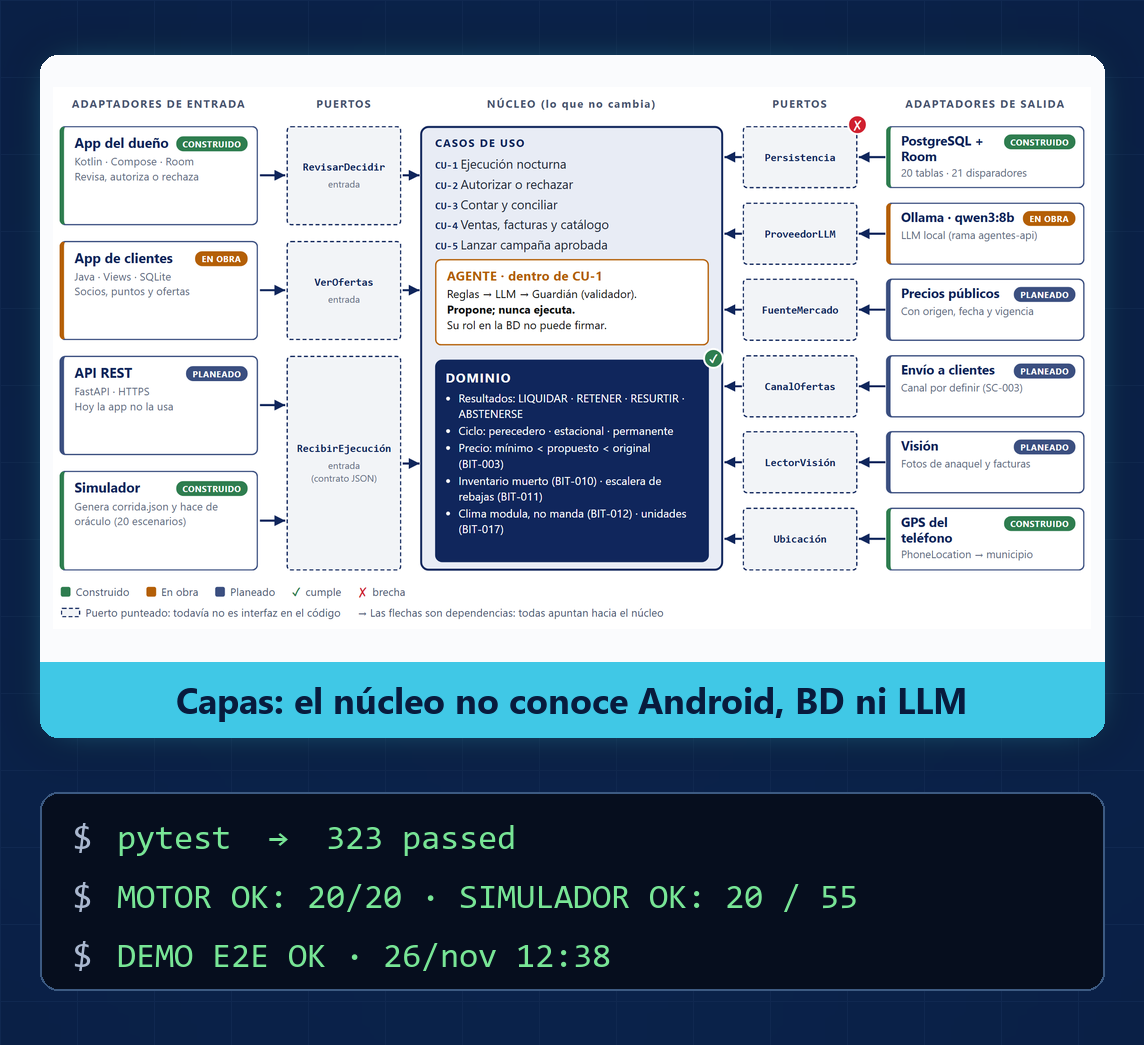 ADAPTADORES DE ENTRADA
App del dueño
CONSTRUIDO
Kotlin · Compose · Room
Revisa, autoriza o rechaza
App de clientes
EN OBRA
Java · Views · SQLite
Socios, puntos y ofertas
API REST
PLANEADO
FastAPI · HTTPS
Hoy la app no la usa
Simulador
CONSTRUIDO
Genera corrida.json y hace de
oráculo (20 escenarios)
PUERTOS
RevisarDecidir
entrada
VerOfertas
entrada
RecibirEjecución
entrada
(contrato JSON)
NÚCLEO (lo que no cambia)
CASOS DE USO
CU-1 Ejecución nocturna
CU-2 Autorizar o rechazar
CU-3 Contar y conciliar
CU-4 Ventas, facturas y catálogo
CU-5 Lanzar campaña aprobada
AGENTE · dentro de CU-1
Reglas → LLM → Guardián (validador).
Propone; nunca ejecuta.
Su rol en la BD no puede firmar.
✓
DOMINIO
• Resultados: LIQUIDAR · RETENER · RESURTIR ·
ABSTENERSE
• Ciclo: perecedero · estacional · permanente
• Precio: mínimo < propuesto < original
(BIT-003)
• Inventario muerto (BIT-010) · escalera de
rebajas (BIT-011)
• Clima modula, no manda (BIT-012) · unidades
(BIT-017)
PUERTOS
✗
Persistencia
ProveedorLLM
FuenteMercado
CanalOfertas
LectorVisión
Ubicación
ADAPTADORES DE SALIDA
PostgreSQL +
Room
CONSTRUIDO
20 tablas · 21 disparadores
Ollama · qwen3:8b
EN OBRA
LLM local (rama agentes-api)
Precios públicos
PLANEADO
Con origen, fecha y vigencia
Envío a clientes
PLANEADO
Canal por definir (SC-003)
Visión
PLANEADO
Fotos de anaquel y facturas
GPS del
teléfono
CONSTRUIDO
PhoneLocation → municipio
Construido En obra Planeado ✓ cumple ✗ brecha
Puerto punteado: todavía no es interfaz en el código → Las flechas son dependencias: todas apuntan hacia el núcleo
Capas: el núcleo no conoce Android, BD ni LLM
$ pytest → 323 passed
$ MOTOR OK: 20/20 · SIMULADOR OK: 20 / 55
$ DEMO E2E OK · 26/nov 12:38